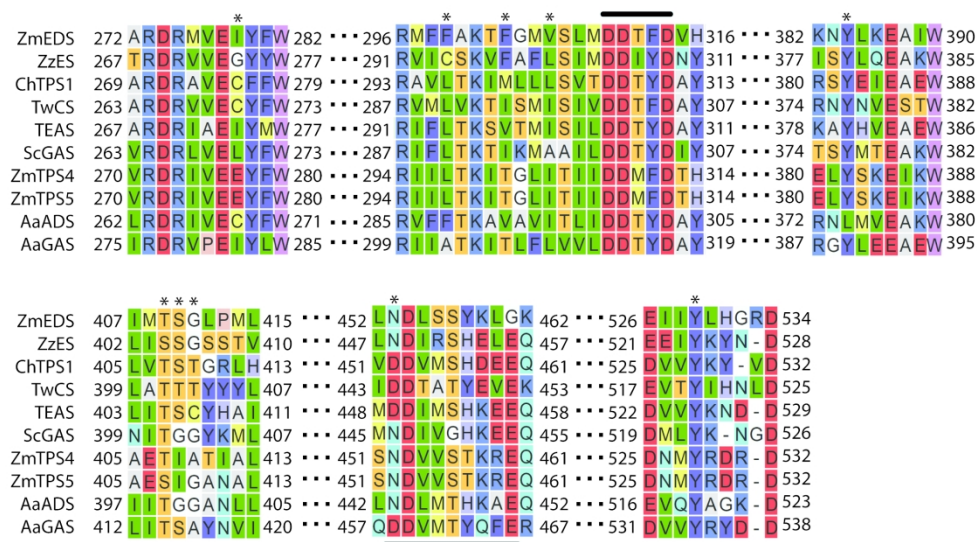 * * * * *
ZmEDS 272 ARDRMVEIYFW 282 ··· 296 RMFFAKTFGMVSLMDDTFDVH 316 ··· 382 KNYLKEAIW 390
ZzES 267 TRDRVVEGYYW 277 ··· 291 RVICSKVFAFLSIMDDIYDNY 311 ··· 377 ISYLQEAKW 385
ChTPS1 269 ARDRAVECFFW 279 ··· 293 RAVLTKIMLLLSVTDDTYDAY 313 ··· 380 RSYEIEAEW 388
TwCS 263 ARDRVVECYFW 273 ··· 287 RVMLVKTISMISIVDDTFDAY 307 ··· 374 RNYNVESTW 382
TEAS 267 ARDRIAEIYMW 277 ··· 291 RIFLTKSVTMISILDDTYDAY 311 ··· 378 KAYHVEAEW 386
ScGAS 263 VRDRLVELYFW 273 ··· 287 RIFLTKTIKMAAILDDTYDIY 307 ··· 374 TSYMTEAKW 382
ZmTPS4 270 VRDRIVEEYFW 280 ··· 294 RIILTKITGLITIIDDMFDTH 314 ··· 380 ELYSKEIKW 388
ZmTPS5 270 VRDRIVEEYFW 280 ··· 294 RIILTKITGLITIIDDMFDTH 314 ··· 380 ELYSKEIKW 388
AaADS 262 LRDRIVECYFW 271 ··· 285 RVFFTKAVAVITLIDDTYDAY 305 ··· 372 RNLMVEAKW 380
AaGAS 275 IRDRVPEIYLW 285 ··· 299 RIIATKITLFLVVLDDTYDAY 319 ··· 387 RGYLEEAEW 395
* * * * *
ZmEDS 407 LIMTSGLPML 415 ··· 452 LNDLSSYKLGK 462 ··· 526 EIIYLHGRD 534
ZzES 402 LISSGSSTV 410 ··· 447 LNDIRSHELEQ 457 ··· 521 EEIYKYN-D 528
ChTPS1 405 LVTSTGRLH 413 ··· 451 VDDVMSHDEEQ 461 ··· 525 DVVYKY-VD 532
TwCS 399 LATTTYYYL 407 ··· 443 IDDTATYEVEK 453 ··· 517 EVTYIHNLD 525
TEAS 403 LITSCYHAI 411 ··· 448 MDDIMSHKEEQ 458 ··· 522 DVVYKND-D 529
ScGAS 399 NITGGYKML 407 ··· 445 MNDIVGHKEEQ 455 ··· 519 DMLYK-NGD 526
ZmTPS4 405 AETIATIAL 413 ··· 451 SNDVVSTKREQ 461 ··· 525 DNMYRDR-D 532
ZmTPS5 405 AESIGANAL 413 ··· 451 SNDVVSTKREQ 461 ··· 525 DNMYRDR-D 532
AaADS 397 IITGGANLL 405 ··· 442 LNDLMTHKAEQ 452 ··· 516 EVQYAGK-D 523
AaGAS 412 LITSAYNVI 420 ··· 457 QDDVMTYQFER 467 ··· 531 DVVYRYD-D 538